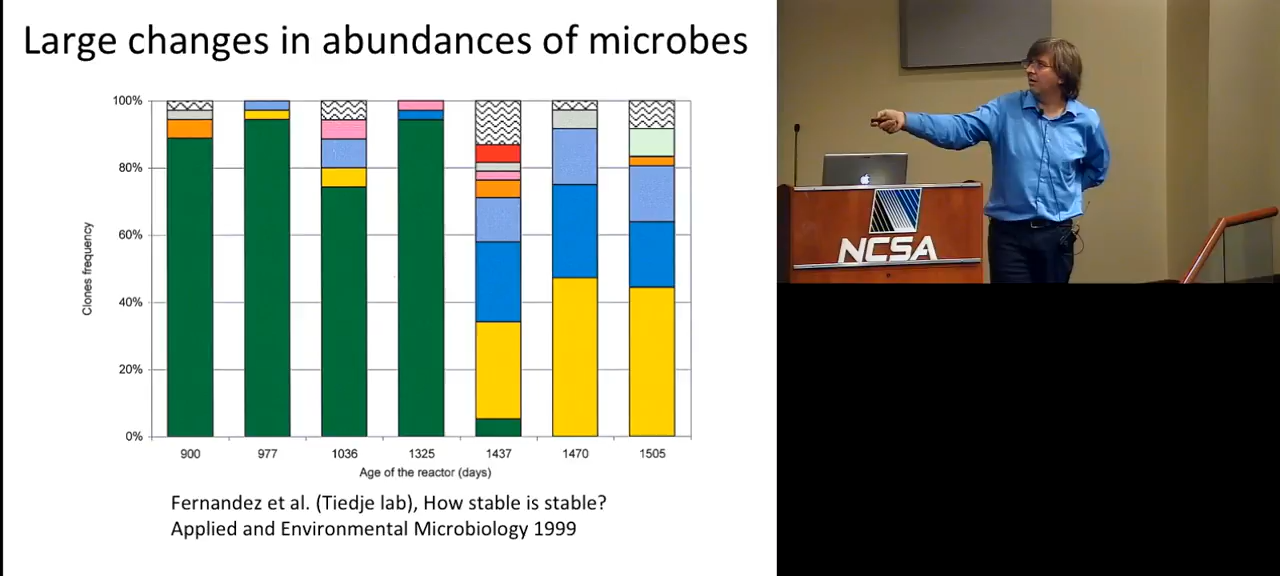 Large changes in abundances of microbes
100%
80%
60%
40%
20%
0%
Clones frequency
900 977 1036 1325 1437 1470 1505
Age of the reactor (days)
Fernandez et al. (Tiedje lab), How stable is stable?
Applied and Environmental Microbiology 1999
NCSA